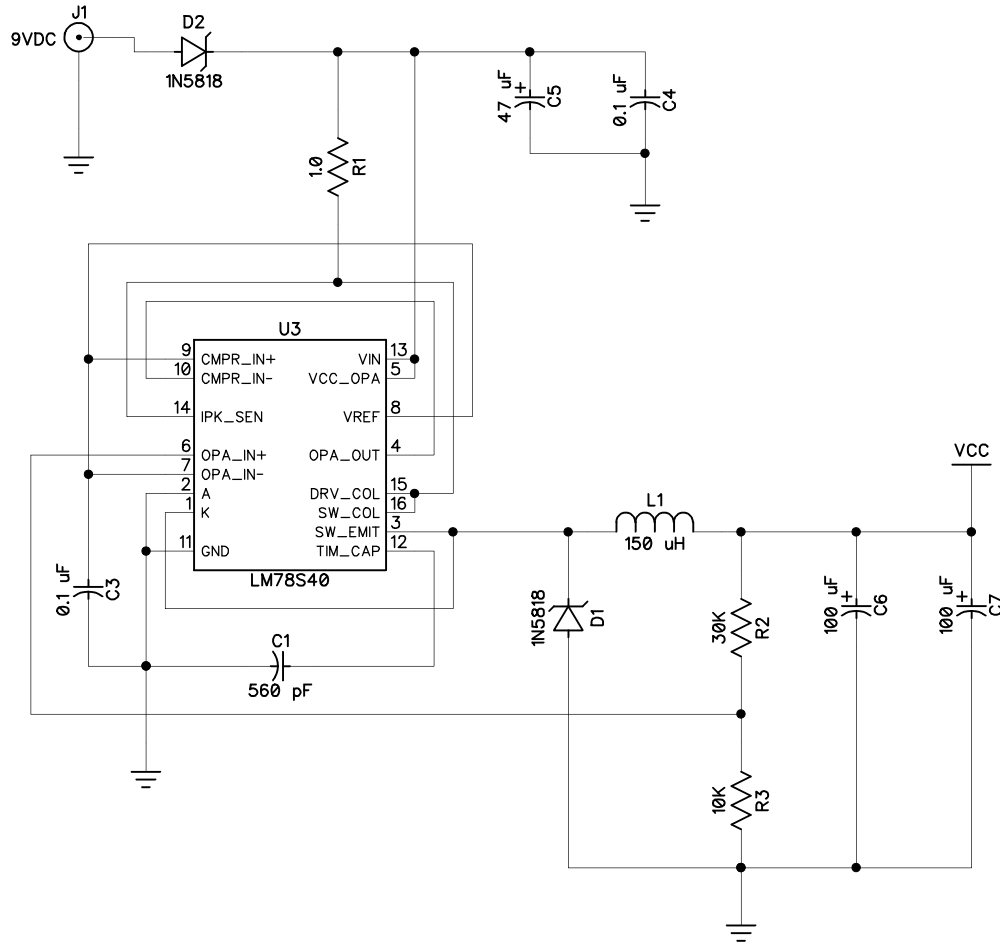 J1
9VDC
D2
1N5818
47 uF
+
C5
0.1 uF
C4
1.0
R1
U3
9 CMPR_IN+ VIN 13
10 CMPR_IN- VCC_OPA 5
14 IPK_SEN VREF 8
6 OPA_IN+ OPA_OUT 4
7 OPA_IN-
2 A DRV_COL 15
1 K SW_COL 16
SW_EMIT 3
11 GND TIM_CAP 12
LM78S40
VCC
L1
150 uH
0.1 uF
C3
1N5818
D1
30K
R2
100 uF
+
C6
100 uF
+
C7
C1
560 pF
10K
R3